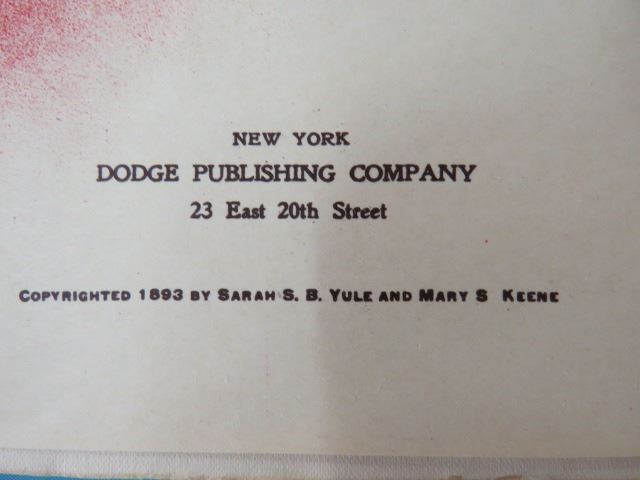 NEW YORK
DODGE PUBLISHING COMPANY
23 East 20th Street
COPYRIGHTED 1893 BY SARAH S. B. YULE AND MARY S KEENE